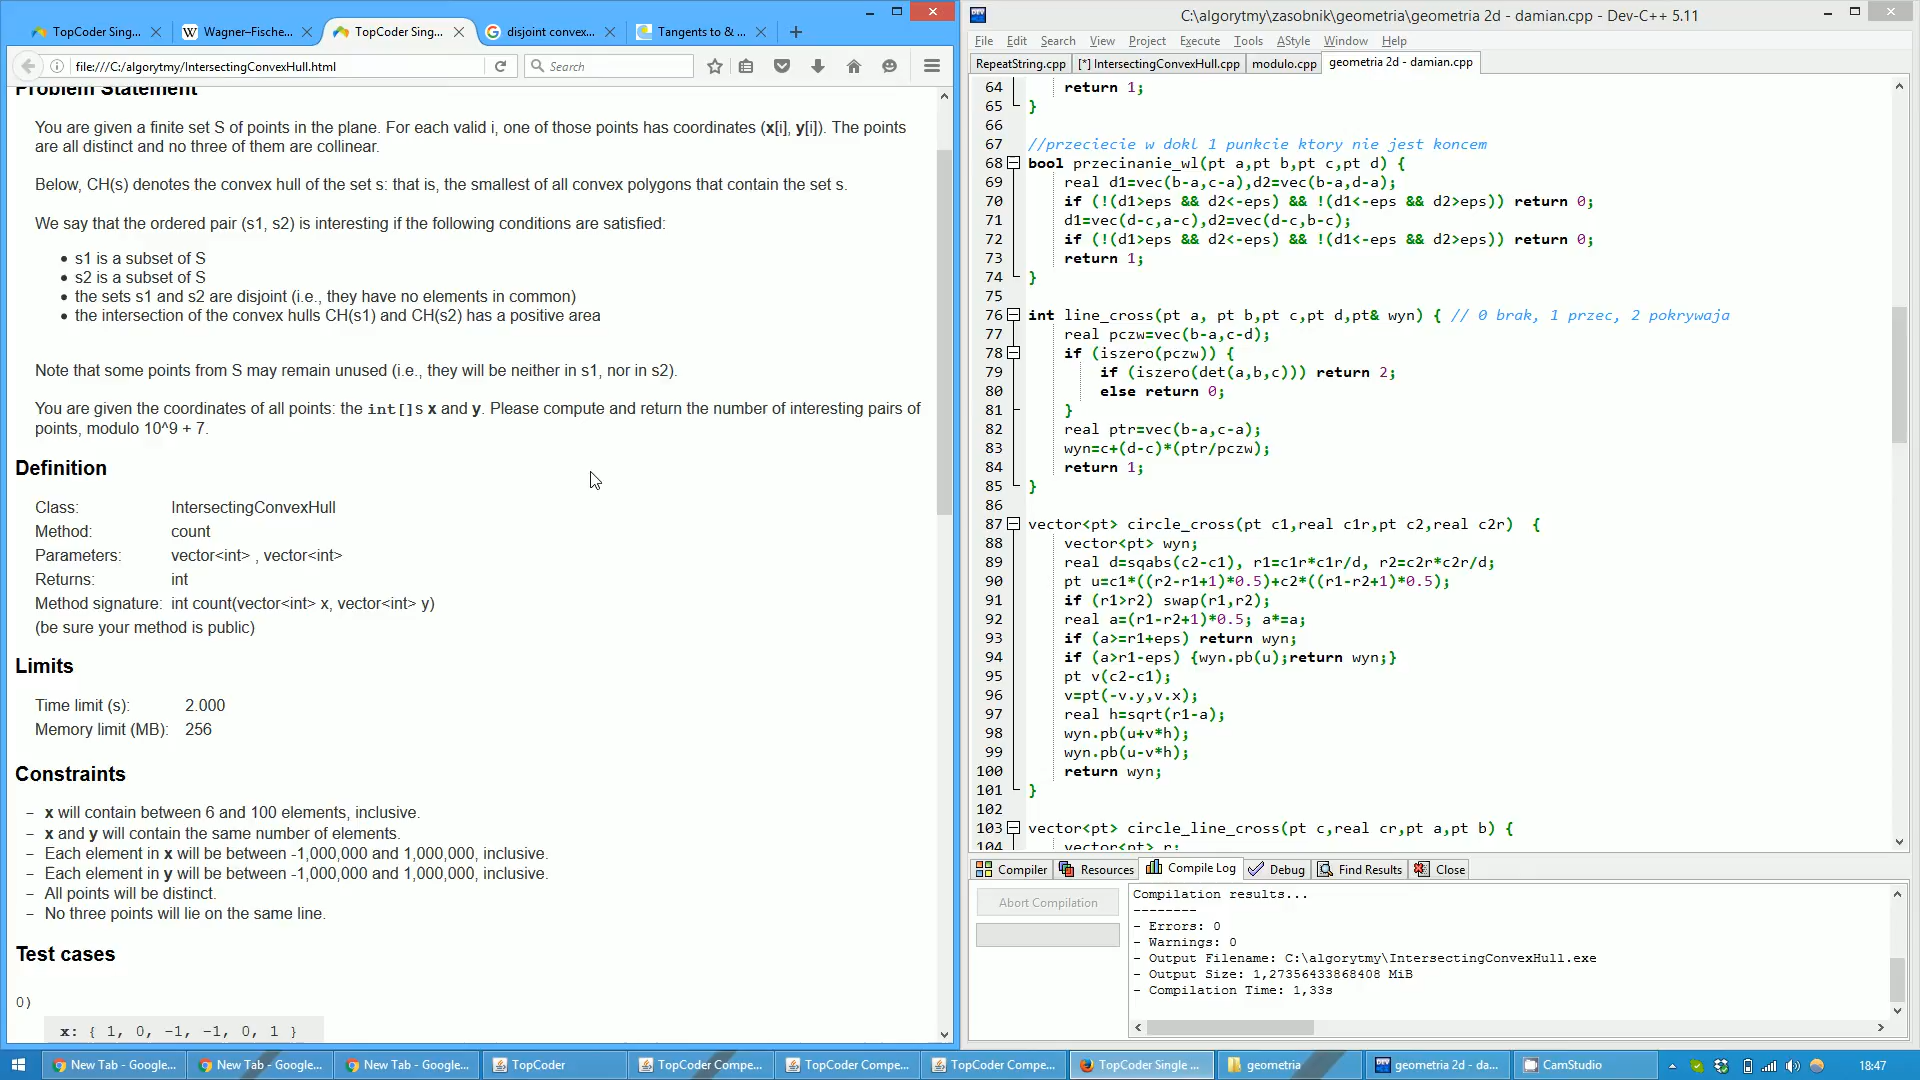 TopCoder Sing...
Wagner–Fische...
TopCoder Sing...
disjoint convex...
Tangents to & ...
file:///C:/algorytmy/IntersectingConvexHull.html
Search
Problem Statement
You are given a finite set S of points in the plane. For each valid i, one of those points has coordinates (x[i], y[i]). The points
are all distinct and no three of them are collinear.
Below, CH(s) denotes the convex hull of the set s: that is, the smallest of all convex polygons that contain the set s.
We say that the ordered pair (s1, s2) is interesting if the following conditions are satisfied:
• s1 is a subset of S
• s2 is a subset of S
• the sets s1 and s2 are disjoint (i.e., they have no elements in common)
• the intersection of the convex hulls CH(s1) and CH(s2) has a positive area
Note that some points from S may remain unused (i.e., they will be neither in s1, nor in s2).
You are given the coordinates of all points: the int[]s x and y. Please compute and return the number of interesting pairs of
points, modulo 10^9 + 7.
Definition
Class: IntersectingConvexHull
Method: count
Parameters: vector<int> , vector<int>
Returns: int
Method signature: int count(vector<int> x, vector<int> y)
(be sure your method is public)
Limits
Time limit (s): 2.000
Memory limit (MB): 256
Constraints
– x will contain between 6 and 100 elements, inclusive.
– x and y will contain the same number of elements.
– Each element in x will be between -1,000,000 and 1,000,000, inclusive.
– Each element in y will be between -1,000,000 and 1,000,000, inclusive.
– All points will be distinct.
– No three points will lie on the same line.
Test cases
0)
x: { 1, 0, -1, -1, 0, 1 }
C:\algorytmy\zasobnik\geometria\geometria 2d - damian.cpp - Dev-C++ 5.11
File Edit Search View Project Execute Tools AStyle Window Help
RepeatString.cpp [*] IntersectingConvexHull.cpp modulo.cpp geometria 2d - damian.cpp
64 return 1;
65 }
66
67 //przeciecie w dokl 1 punkcie ktory nie jest koncem
68 bool przecinanie_wl(pt a,pt b,pt c,pt d) {
69 real d1=vec(b-a,c-a),d2=vec(b-a,d-a);
70 if (!(d1>eps && d2<-eps) && !(d1<-eps && d2>eps)) return 0;
71 d1=vec(d-c,a-c),d2=vec(d-c,b-c);
72 if (!(d1>eps && d2<-eps) && !(d1<-eps && d2>eps)) return 0;
73 return 1;
74 }
75
76 int line_cross(pt a, pt b,pt c,pt d,pt& wyn) { // 0 brak, 1 przec, 2 pokrywaja
77 real pczw=vec(b-a,c-d);
78 if (iszero(pczw)) {
79 if (iszero(det(a,b,c))) return 2;
80 else return 0;
81 }
82 real ptr=vec(b-a,c-a);
83 wyn=c+(d-c)*(ptr/pczw);
84 return 1;
85 }
86
87 vector<pt> circle_cross(pt c1,real c1r,pt c2,real c2r) {
88 vector<pt> wyn;
89 real d=sqabs(c2-c1), r1=c1r*c1r/d, r2=c2r*c2r/d;
90 pt u=c1*((r2-r1+1)*0.5)+c2*((r1-r2+1)*0.5);
91 if (r1>r2) swap(r1,r2);
92 real a=(r1-r2+1)*0.5; a*=a;
93 if (a>=r1+eps) return wyn;
94 if (a>r1-eps) {wyn.pb(u);return wyn;}
95 pt v(c2-c1);
96 v=pt(-v.y,v.x);
97 real h=sqrt(r1-a);
98 wyn.pb(u+v*h);
99 wyn.pb(u-v*h);
100 return wyn;
101 }
102
103 vector<pt> circle_line_cross(pt c,real cr,pt a,pt b) {
104 vector<pt> r;
Compiler Resources Compile Log Debug Find Results Close
Abort Compilation
Compilation results...
--------
- Errors: 0
- Warnings: 0
- Output Filename: C:\algorytmy\IntersectingConvexHull.exe
- Output Size: 1,27356433868408 MiB
- Compilation Time: 1,33s
New Tab - Google...
New Tab - Google...
New Tab - Google...
TopCoder
TopCoder Compe...
TopCoder Compe...
TopCoder Compe...
TopCoder Single ...
geometria
geometria 2d - da...
CamStudio
18:47